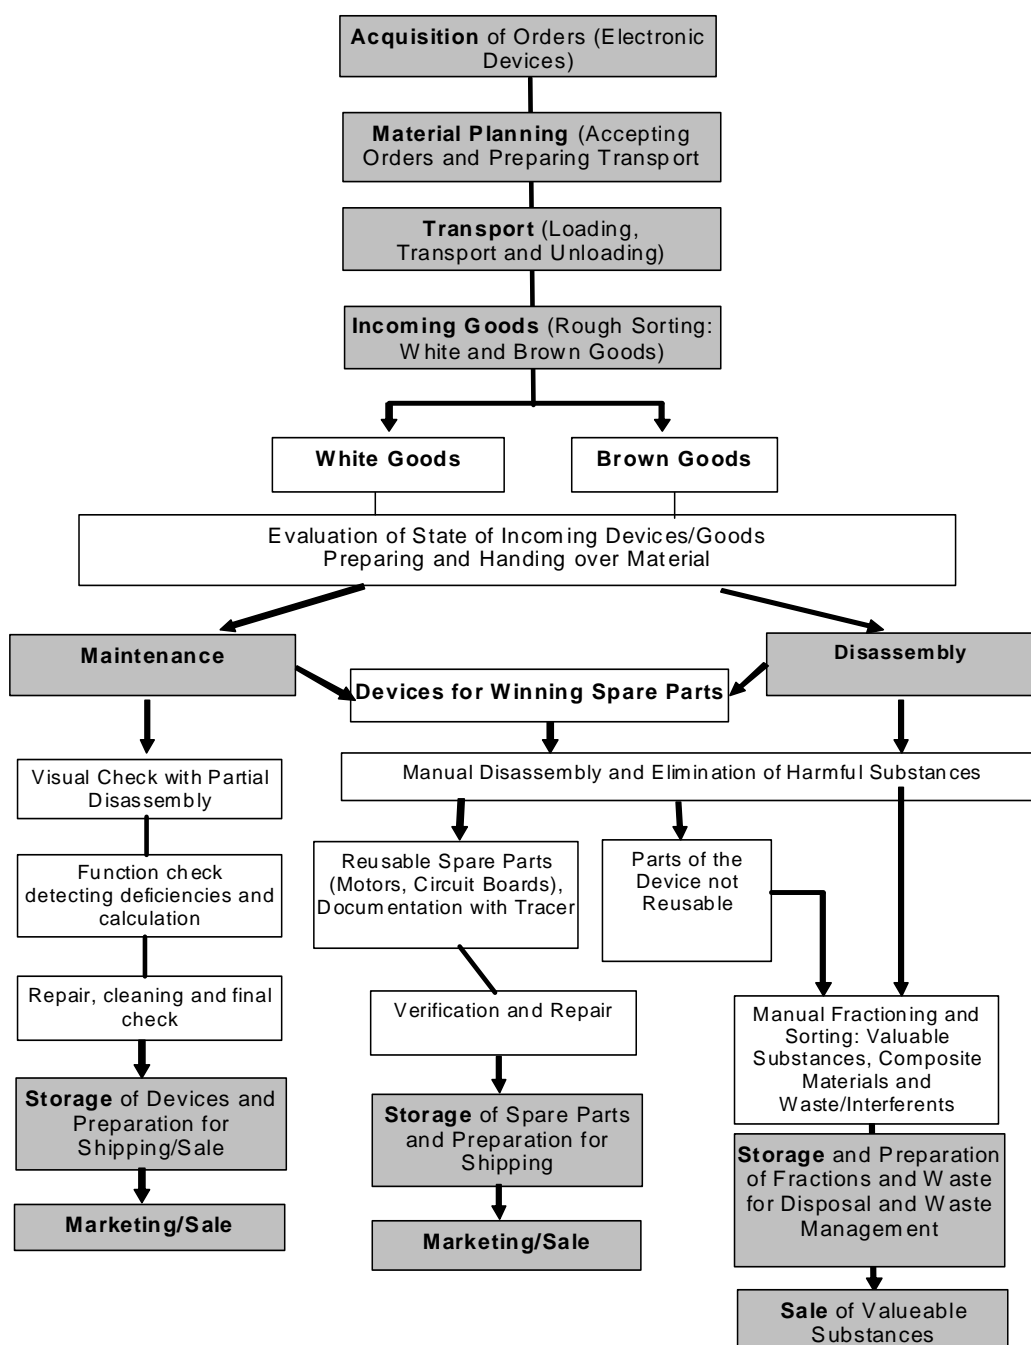 Acquisition of Orders (Electronic
Devices)
Material Planning (Accepting
Orders and Preparing Transport
Transport (Loading,
Transport and Unloading)
Incoming Goods (Rough Sorting:
White and Brown Goods)
White Goods
Brown Goods
Evaluation of State of Incoming Devices/Goods
Preparing and Handing over Material
Maintenance
Disassembly
Devices for Winning Spare Parts
Visual Check with Partial
Disassembly
Manual Disassembly and Elimination of Harmful Substances
Function check
detecting deficiencies and
calculation
Reusable Spare Parts
(Motors, Circuit Boards),
Documentation with Tracer
Parts of the
Device not
Reusable
Repair, cleaning and final
check
Verification and Repair
Manual Fractioning and
Sorting: Valuable
Substances, Composite
Materials and
Waste/Interferents
Storage of Devices and
Preparation for
Shipping/Sale
Storage of Spare Parts
and Preparation for
Shipping
Storage and Preparation
of Fractions and Waste
for Disposal and Waste
Management
Marketing/Sale
Marketing/Sale
Sale of Valueable
Substances